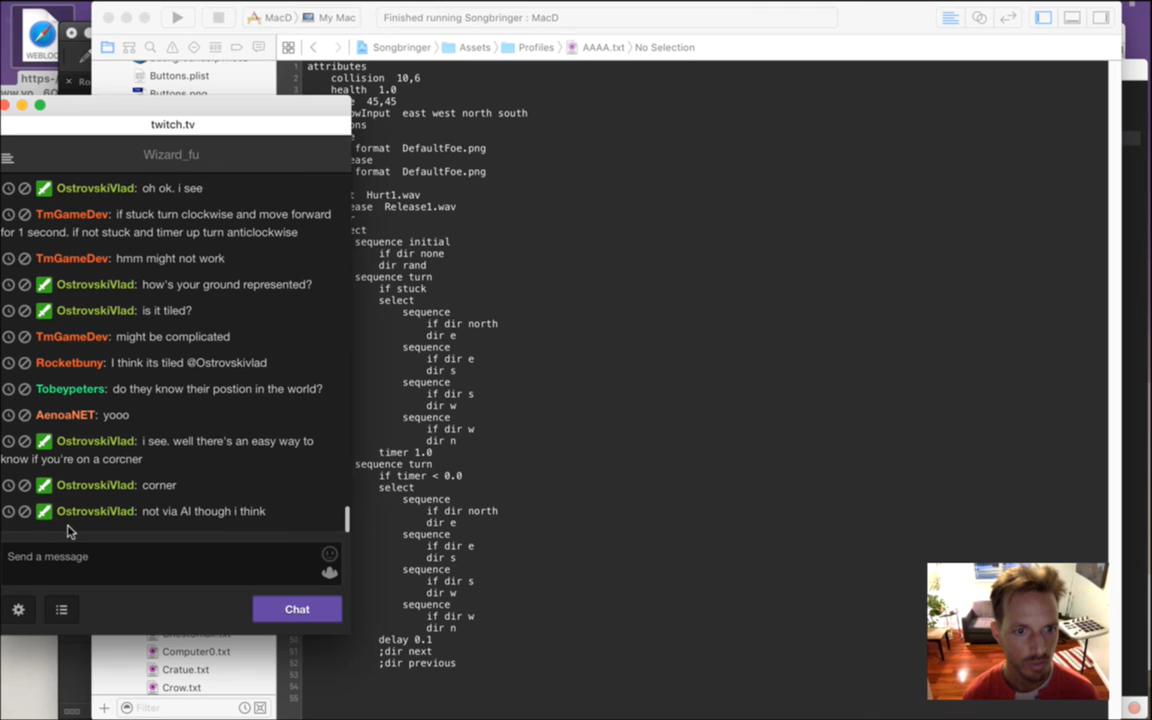 MacD
My Mac
Finished running Songbringer : MacD
WEBLOC
https-/
Songbringer
Assets
Profiles
AAAA.txt
No Selection
Buttons.plist
Buttons.png
twitch.tv
Wizard_fu
OstrovskiVlad: oh ok. i see
TmGameDev: if stuck turn clockwise and move forward
for 1 second. if not stuck and timer up turn anticlockwise
TmGameDev: hmm might not work
OstrovskiVlad: how's your ground represented?
OstrovskiVlad: is it tiled?
TmGameDev: might be complicated
Rocketbuny: I think its tiled @Ostrovskivlad
Tobeypeters: do they know their postion in the world?
AenoaNET: yooo
OstrovskiVlad: i see. well there's an easy way to
know if you're on a corcner
OstrovskiVlad: corner
OstrovskiVlad: not via AI though i think
Send a message
Chat
Computer0.txt
Cratue.txt
Crow.txt
Filter
1 attributes
2 collision 10,6
health 1.0
45,45
east west north south
format DefaultFoe.png
format DefaultFoe.png
Hurt1.wav
Release1.wav
sequence initial
if dir none
dir rand
sequence turn
if stuck
select
sequence
if dir north
dir e
sequence
if dir e
dir s
sequence
if dir s
dir w
sequence
if dir w
dir n
timer 1.0
sequence turn
if timer < 0.0
select
sequence
if dir north
dir e
sequence
if dir e
dir s
sequence
if dir s
dir w
sequence
if dir w
dir n
delay 0.1
51 ;dir next
52 ;dir previous
53
54
55